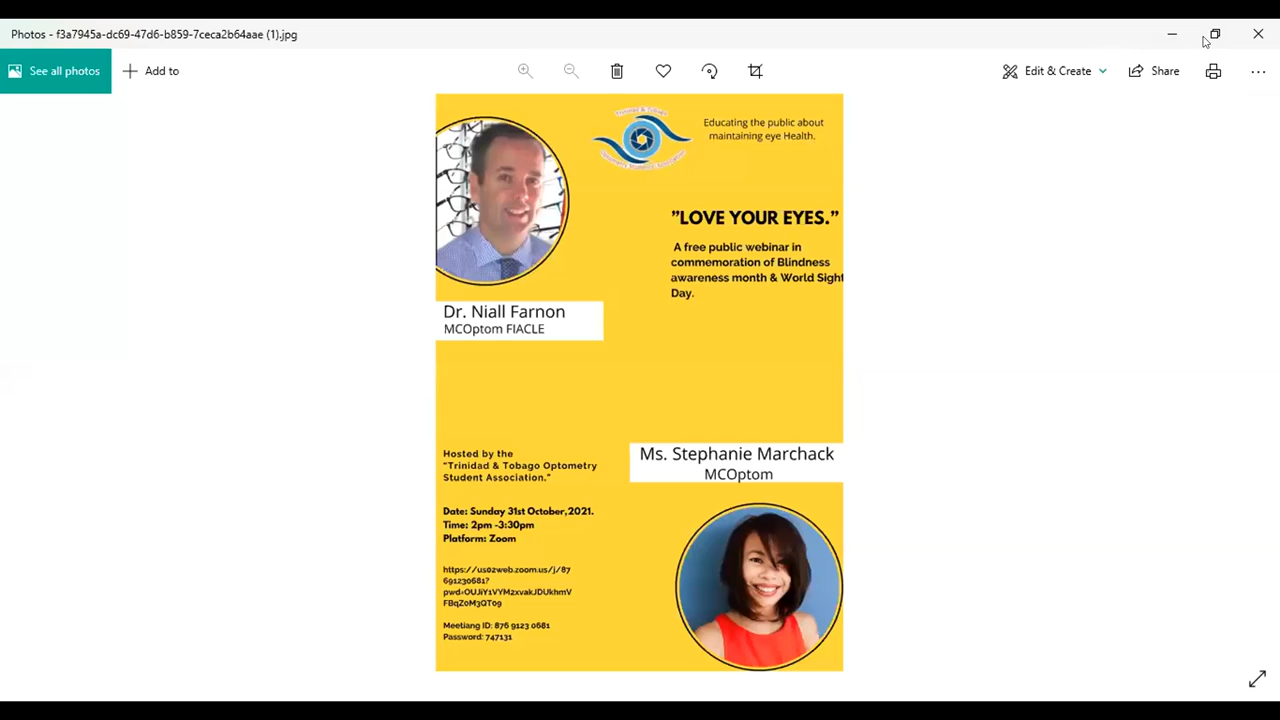 Photos - f3a7945a-dc69-47d6-b859-7ceca2b64aae (1).jpg
See all photos
Add to
Edit & Create
Share
Trinidad & Tobago
Educating the public about
maintaining eye Health.
"LOVE YOUR EYES."
A free public webinar in
commemoration of Blindness
awareness month & World Sight
Day.
Dr. Niall Farnon
MCOptom FIACLE
Ms. Stephanie Marchack
MCOptom
Hosted by the
"Trinidad & Tobago Optometry
Student Association."
Date: Sunday 31st October,2021.
Time: 2pm -3:30pm
Platform: Zoom
https://us02web.zoom.us/j/87
691230681?
pwd=OUJiY1VYM2xvakJDUkhmV
FBqZ0M3QT09
Meetiang ID: 876 9123 0681
Password: 747131